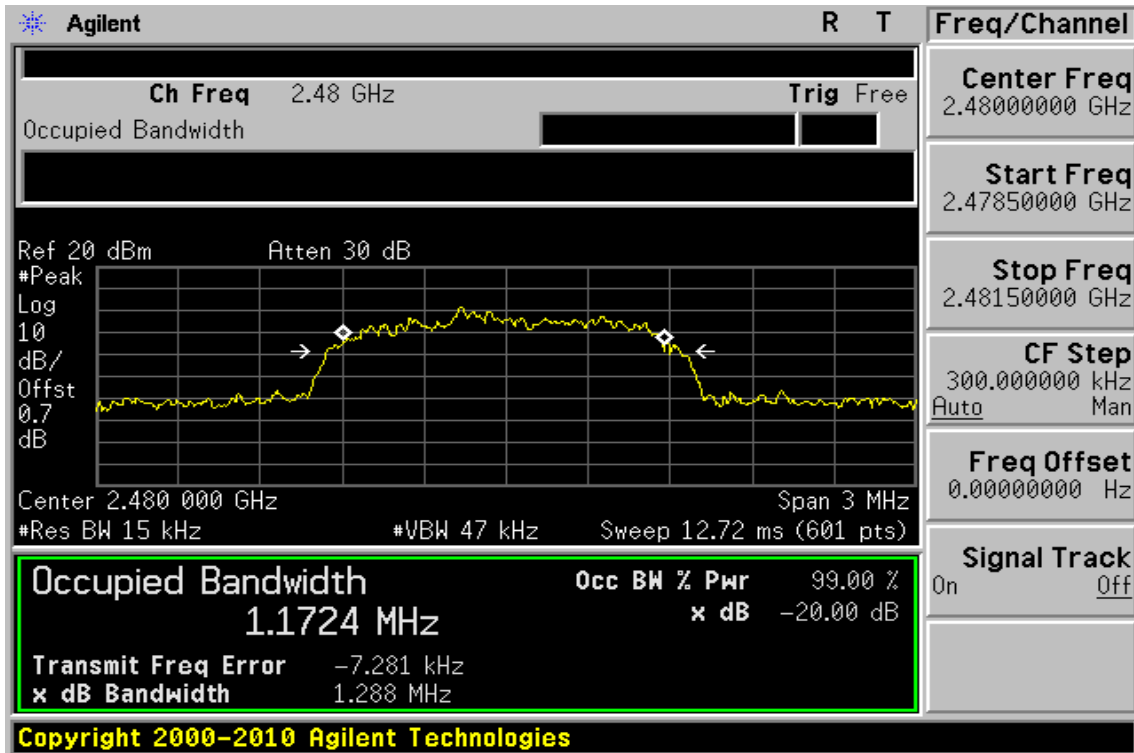 Agilent R T Freq/Channel
Ch Freq 2.48 GHz Trig Free
Occupied Bandwidth
Center Freq
2.48000000 GHz
Start Freq
2.47850000 GHz
Stop Freq
2.48150000 GHz
CF Step
300.000000 kHz
Auto Man
Freq Offset
0.00000000 Hz
Signal Track
On Off
Ref 20 dBm Atten 30 dB
#Peak
Log
10
dB/
Offst
0.7
dB
Center 2.480 000 GHz Span 3 MHz
#Res BW 15 kHz #VBW 47 kHz Sweep 12.72 ms (601 pts)
Occupied Bandwidth Occ BW % Pwr 99.00 %
1.1724 MHz x dB -20.00 dB
Transmit Freq Error -7.281 kHz
x dB Bandwidth 1.288 MHz
Copyright 2000-2010 Agilent Technologies